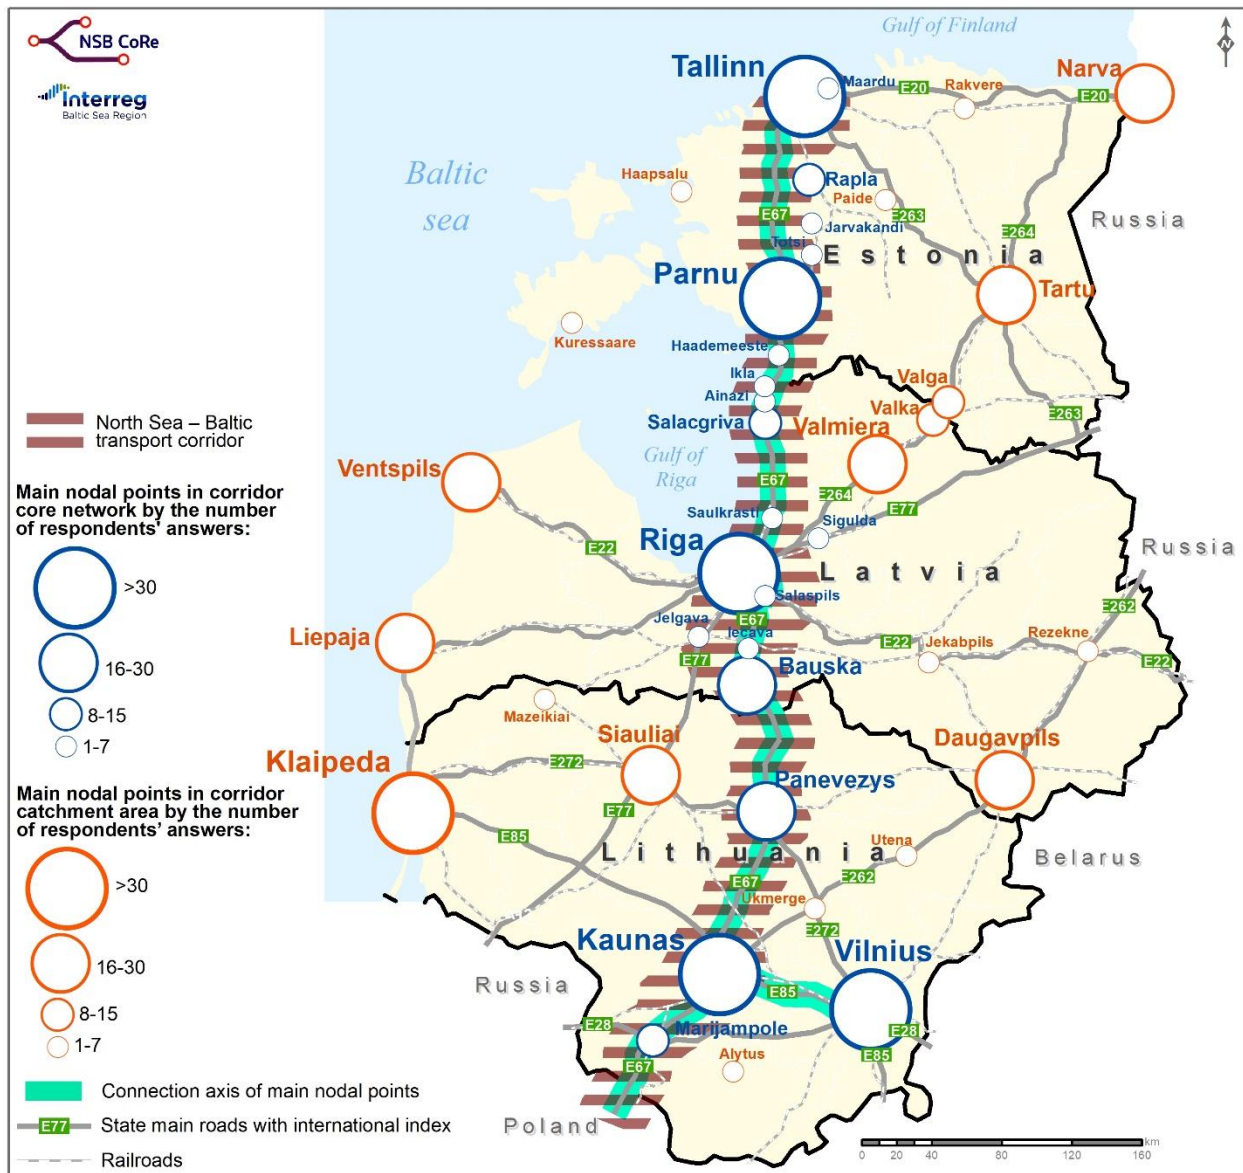 NSB CoRe
Interreg
Baltic Sea Region
Gulf of Finland
N
Tallinn
Maardu
E20
Rakvere
E20
Narva
Baltic
sea
Haapsalu
Rapla
Paide
E263
E67
Jarvakandi
Totsi
E264
Russia
Estonia
Parnu
Tartu
Kuressaare
Haademeeste
Ikla
Ainazi
Salacgriva
Valga
Valka
Valmiera
E263
North Sea – Baltic
transport corridor
Gulf of
Riga
Ventspils
E67
E264
E77
Saulkrasti
Sigulda
Main nodal points in corridor
core network by the number
of respondents' answers:
>30
16-30
8-15
1-7
E22
Riga
Russia
Latvia
Salaspils
E262
Liepaja
Jelgava
E67
Iecava
E77
E22
Jekabpils
Rezekne
E22
Bauska
Mazeikiai
Siauliai
Klaipeda
E272
Daugavpils
Panevezys
E77
E85
Main nodal points in corridor
catchment area by the number
of respondents’ answers:
>30
16-30
8-15
1-7
Lithuania
Utena
Belarus
E67
E262
Ukmerge
E272
Kaunas
Vilnius
Russia
E85
E28
Marijampole
E28
E85
E67
Alytus
Poland
Connection axis of main nodal points
E77
State main roads with international index
Railroads
km
0 20 40 80 120 160